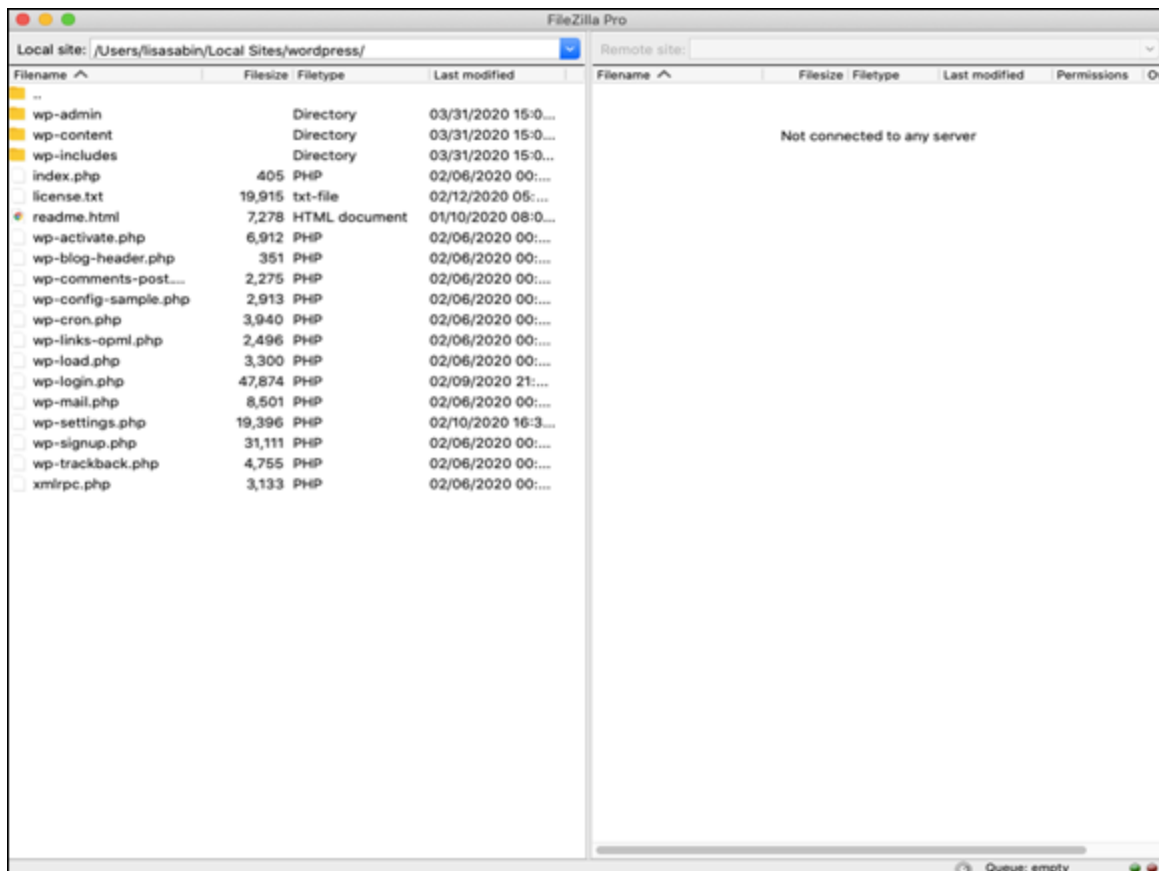 FileZilla Pro
Local site: /Users/lisasabin/Local Sites/wordpress/
Remote site:
Filename Filesize Filetype Last modified
Filename Filesize Filetype Last modified Permissions O
..
wp-admin Directory 03/31/2020 15:0...
wp-content Directory 03/31/2020 15:0...
Not connected to any server
wp-includes Directory 03/31/2020 15:0...
index.php 405 PHP 02/06/2020 00:...
license.txt 19,915 txt-file 02/12/2020 05:...
readme.html 7,278 HTML document 01/10/2020 08:0...
wp-activate.php 6,912 PHP 02/06/2020 00:...
wp-blog-header.php 351 PHP 02/06/2020 00:...
wp-comments-post.... 2,275 PHP 02/06/2020 00:...
wp-config-sample.php 2,913 PHP 02/06/2020 00:...
wp-cron.php 3,940 PHP 02/06/2020 00:...
wp-links-opml.php 2,496 PHP 02/06/2020 00:...
wp-load.php 3,300 PHP 02/06/2020 00:...
wp-login.php 47,874 PHP 02/09/2020 21:...
wp-mail.php 8,501 PHP 02/06/2020 00:...
wp-settings.php 19,396 PHP 02/10/2020 16:3...
wp-signup.php 31,111 PHP 02/06/2020 00:...
wp-trackback.php 4,755 PHP 02/06/2020 00:...
xmlrpc.php 3,133 PHP 02/06/2020 00:...
Queue: empty